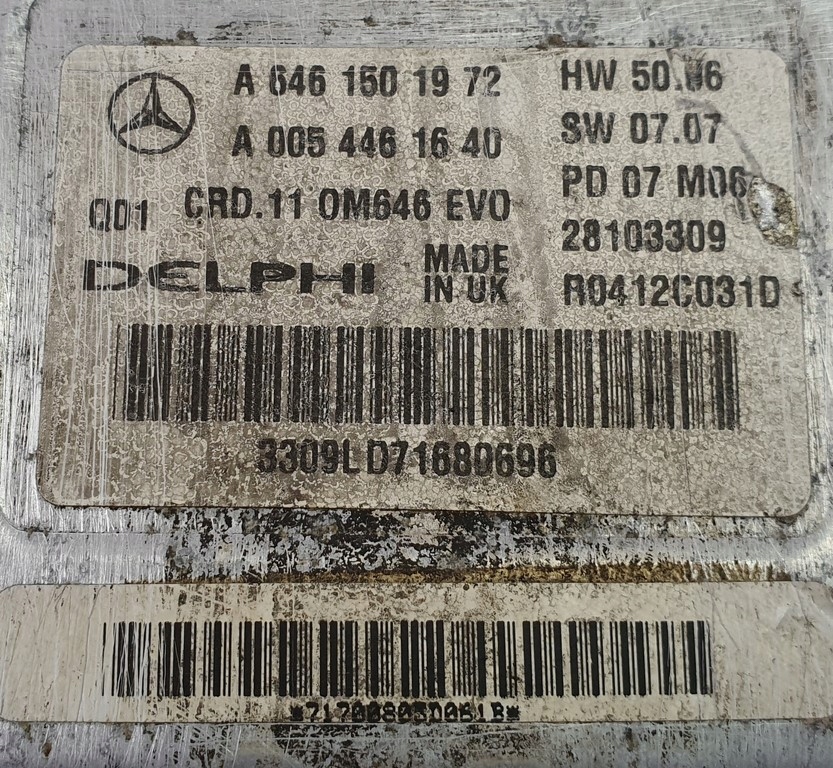 A 646 150 19 72
HW 50.06
A 005 446 16 40
SW 07.07
Q01 CRD.11 OM646 EVO
PD 07 M06
28103309
DELPHI
MADE IN UK
R0412C031D
3309LD71680696